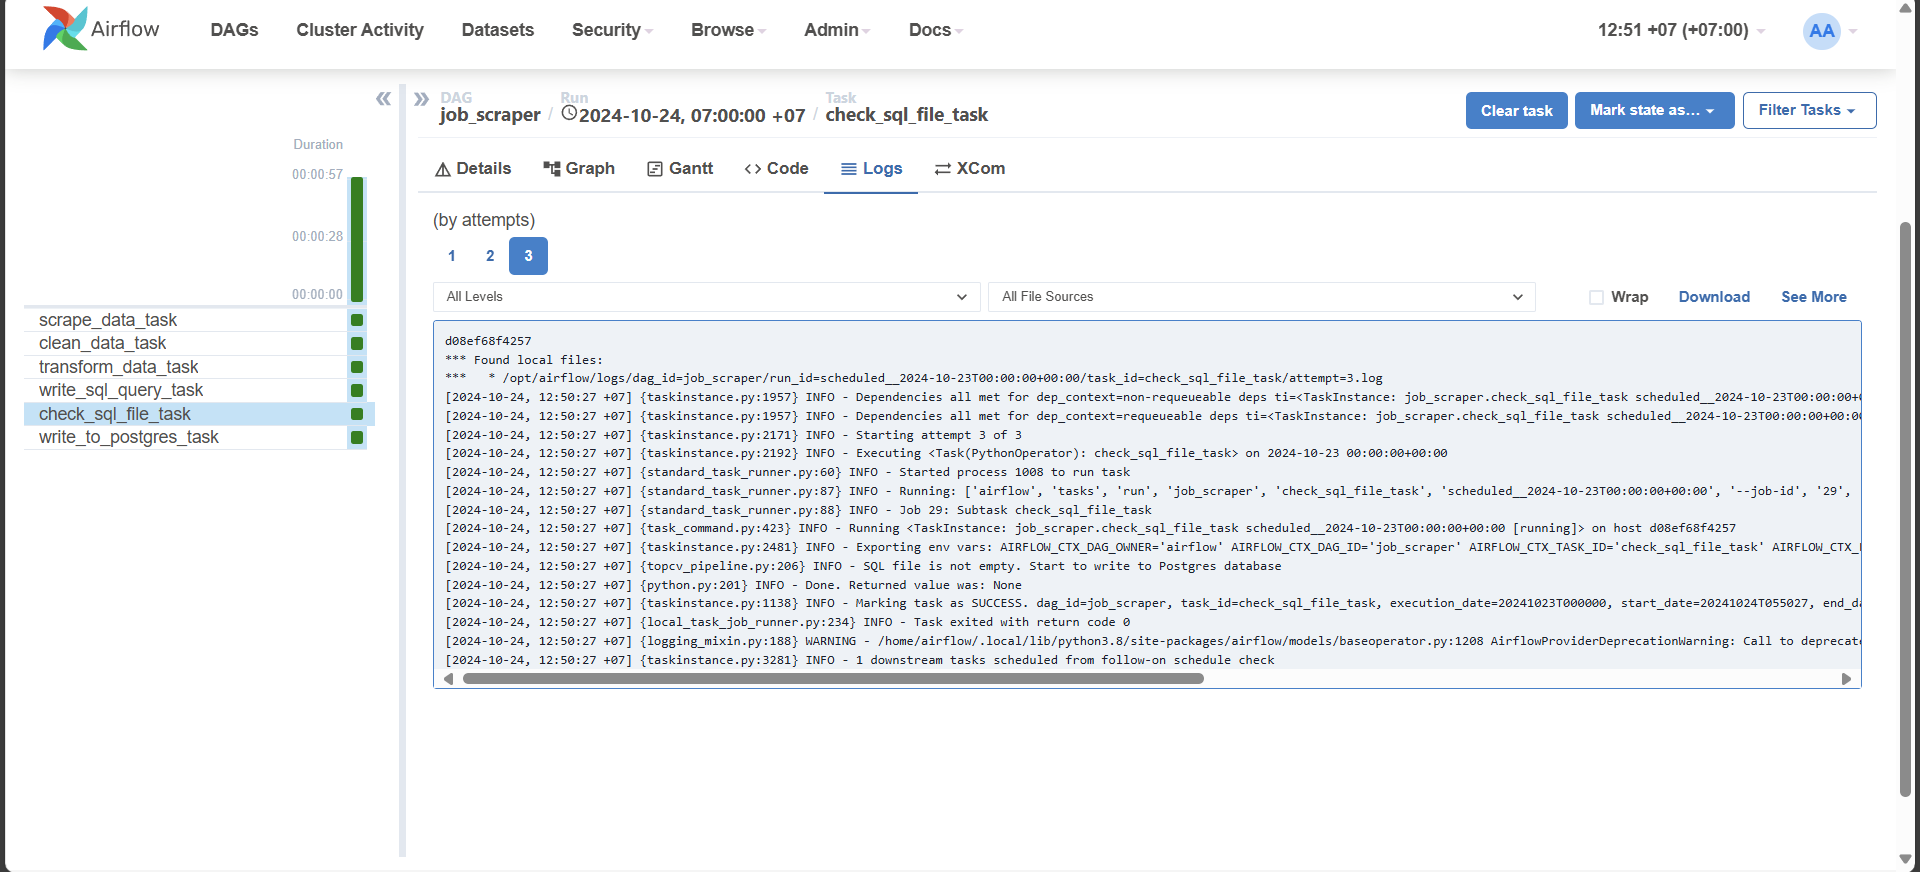 Airflow DAGs Cluster Activity Datasets Security Browse Admin Docs 12:51 +07 (+07:00) AA
DAG Run Task
job_scraper / 2024-10-24, 07:00:00 +07 / check_sql_file_task
Clear task Mark state as... Filter Tasks
Duration
00:00:57
00:00:28
00:00:00
scrape_data_task
clean_data_task
transform_data_task
write_sql_query_task
check_sql_file_task
write_to_postgres_task
Details Graph Gantt Code Logs XCom
(by attempts)
1 2 3
All Levels All File Sources Wrap Download See More
d08ef68f4257
*** Found local files:
***   * /opt/airflow/logs/dag_id=job_scraper/run_id=scheduled__2024-10-23T00:00:00+00:00/task_id=check_sql_file_task/attempt=3.log
[2024-10-24, 12:50:27 +07] {taskinstance.py:1957} INFO - Dependencies all met for dep_context=non-requeueable deps ti=<TaskInstance: job_scraper.check_sql_file_task scheduled__2024-10-23T00:00:00+0
[2024-10-24, 12:50:27 +07] {taskinstance.py:1957} INFO - Dependencies all met for dep_context=requeueable deps ti=<TaskInstance: job_scraper.check_sql_file_task scheduled__2024-10-23T00:00:00+00:00
[2024-10-24, 12:50:27 +07] {taskinstance.py:2171} INFO - Starting attempt 3 of 3
[2024-10-24, 12:50:27 +07] {taskinstance.py:2192} INFO - Executing <Task(PythonOperator): check_sql_file_task> on 2024-10-23 00:00:00+00:00
[2024-10-24, 12:50:27 +07] {standard_task_runner.py:60} INFO - Started process 1008 to run task
[2024-10-24, 12:50:27 +07] {standard_task_runner.py:87} INFO - Running: ['airflow', 'tasks', 'run', 'job_scraper', 'check_sql_file_task', 'scheduled__2024-10-23T00:00:00+00:00', '--job-id', '29',
[2024-10-24, 12:50:27 +07] {standard_task_runner.py:88} INFO - Job 29: Subtask check_sql_file_task
[2024-10-24, 12:50:27 +07] {task_command.py:423} INFO - Running <TaskInstance: job_scraper.check_sql_file_task scheduled__2024-10-23T00:00:00+00:00 [running]> on host d08ef68f4257
[2024-10-24, 12:50:27 +07] {taskinstance.py:2481} INFO - Exporting env vars: AIRFLOW_CTX_DAG_OWNER='airflow' AIRFLOW_CTX_DAG_ID='job_scraper' AIRFLOW_CTX_TASK_ID='check_sql_file_task' AIRFLOW_CTX_
[2024-10-24, 12:50:27 +07] {topcv_pipeline.py:206} INFO - SQL file is not empty. Start to write to Postgres database
[2024-10-24, 12:50:27 +07] {python.py:201} INFO - Done. Returned value was: None
[2024-10-24, 12:50:27 +07] {taskinstance.py:1138} INFO - Marking task as SUCCESS. dag_id=job_scraper, task_id=check_sql_file_task, execution_date=20241023T000000, start_date=20241024T055027, end_da
[2024-10-24, 12:50:27 +07] {local_task_job_runner.py:234} INFO - Task exited with return code 0
[2024-10-24, 12:50:27 +07] {logging_mixin.py:188} WARNING - /home/airflow/.local/lib/python3.8/site-packages/airflow/models/baseoperator.py:1208 AirflowProviderDeprecationWarning: Call to deprecat
[2024-10-24, 12:50:27 +07] {taskinstance.py:3281} INFO - 1 downstream tasks scheduled from follow-on schedule check